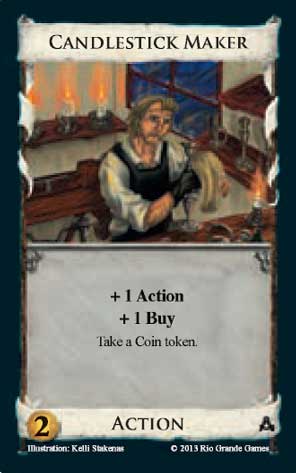 CANDLESTICK MAKER
+ 1 Action
+ 1 Buy
Take a Coin token.
2
ACTION
Illustration: Kelli Stakenas
© 2013 Rio Grande Games